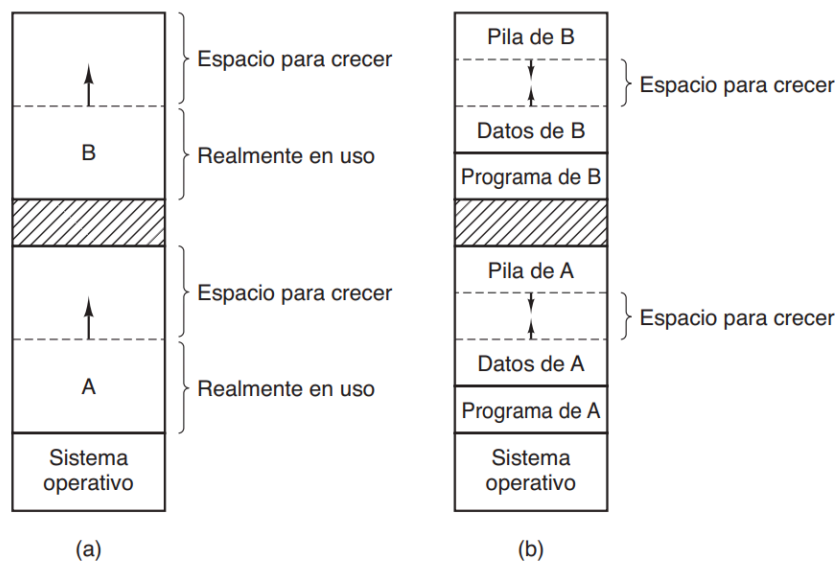 Espacio para crecer
B
Realmente en uso
Espacio para crecer
A
Realmente en uso
Sistema
operativo
(a)
Pila de B
Espacio para crecer
Datos de B
Programa de B
Pila de A
Espacio para crecer
Datos de A
Programa de A
Sistema
operativo
(b)